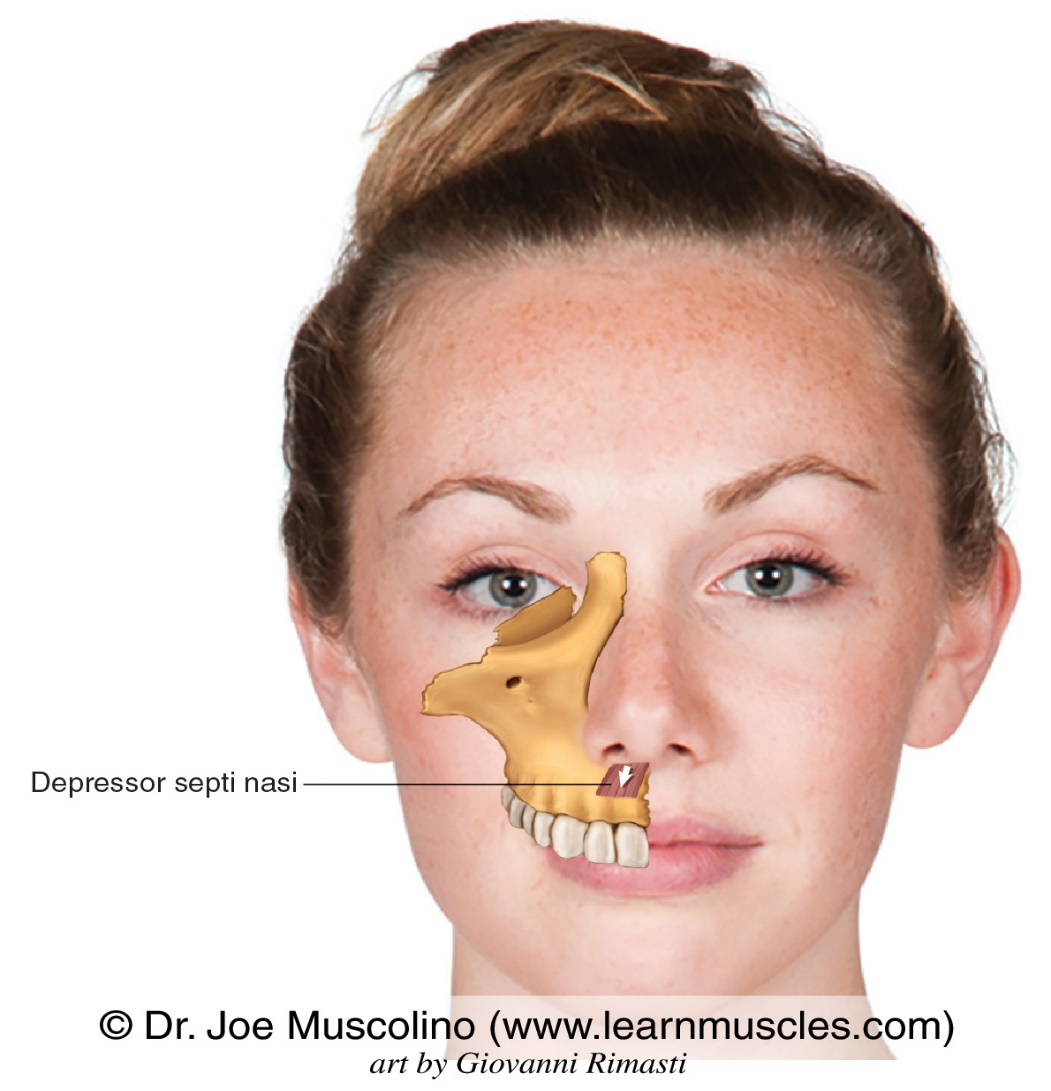 Depressor septi nasi
© Dr. Joe Muscolino (www.learnmuscles.com)
art by Giovanni Rimasti